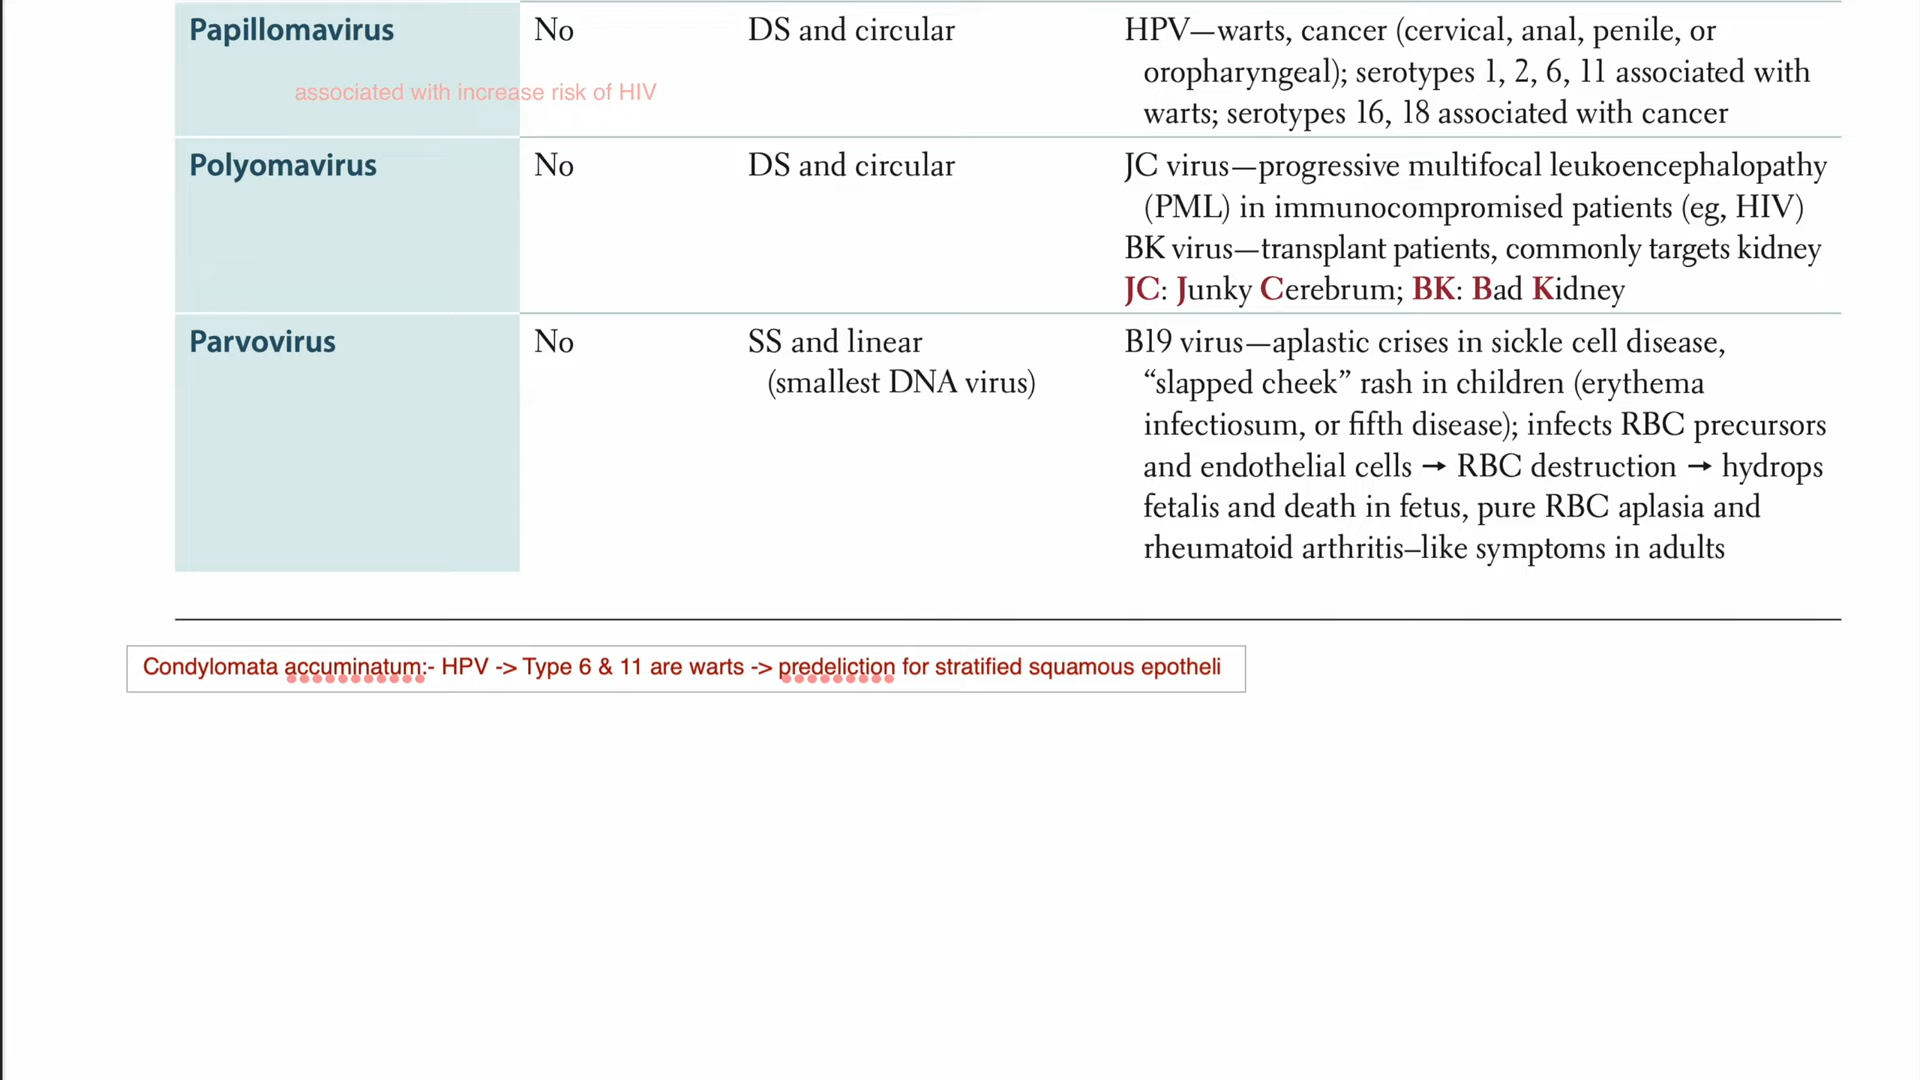 Papillomavirus No DS and circular HPV—warts, cancer (cervical, anal, penile, or
associated with increase risk of HIV
oropharyngeal); serotypes 1, 2, 6, 11 associated with
warts; serotypes 16, 18 associated with cancer
Polyomavirus No DS and circular JC virus—progressive multifocal leukoencephalopathy
(PML) in immunocompromised patients (eg, HIV)
BK virus—transplant patients, commonly targets kidney
JC: Junky Cerebrum; BK: Bad Kidney
Parvovirus No SS and linear B19 virus—aplastic crises in sickle cell disease,
(smallest DNA virus) “slapped cheek” rash in children (erythema
infectiosum, or fifth disease); infects RBC precursors
and endothelial cells → RBC destruction → hydrops
fetalis and death in fetus, pure RBC aplasia and
rheumatoid arthritis–like symptoms in adults
Condylomata accuminatum:- HPV -> Type 6 & 11 are warts -> predeliction for stratified squamous epotheli